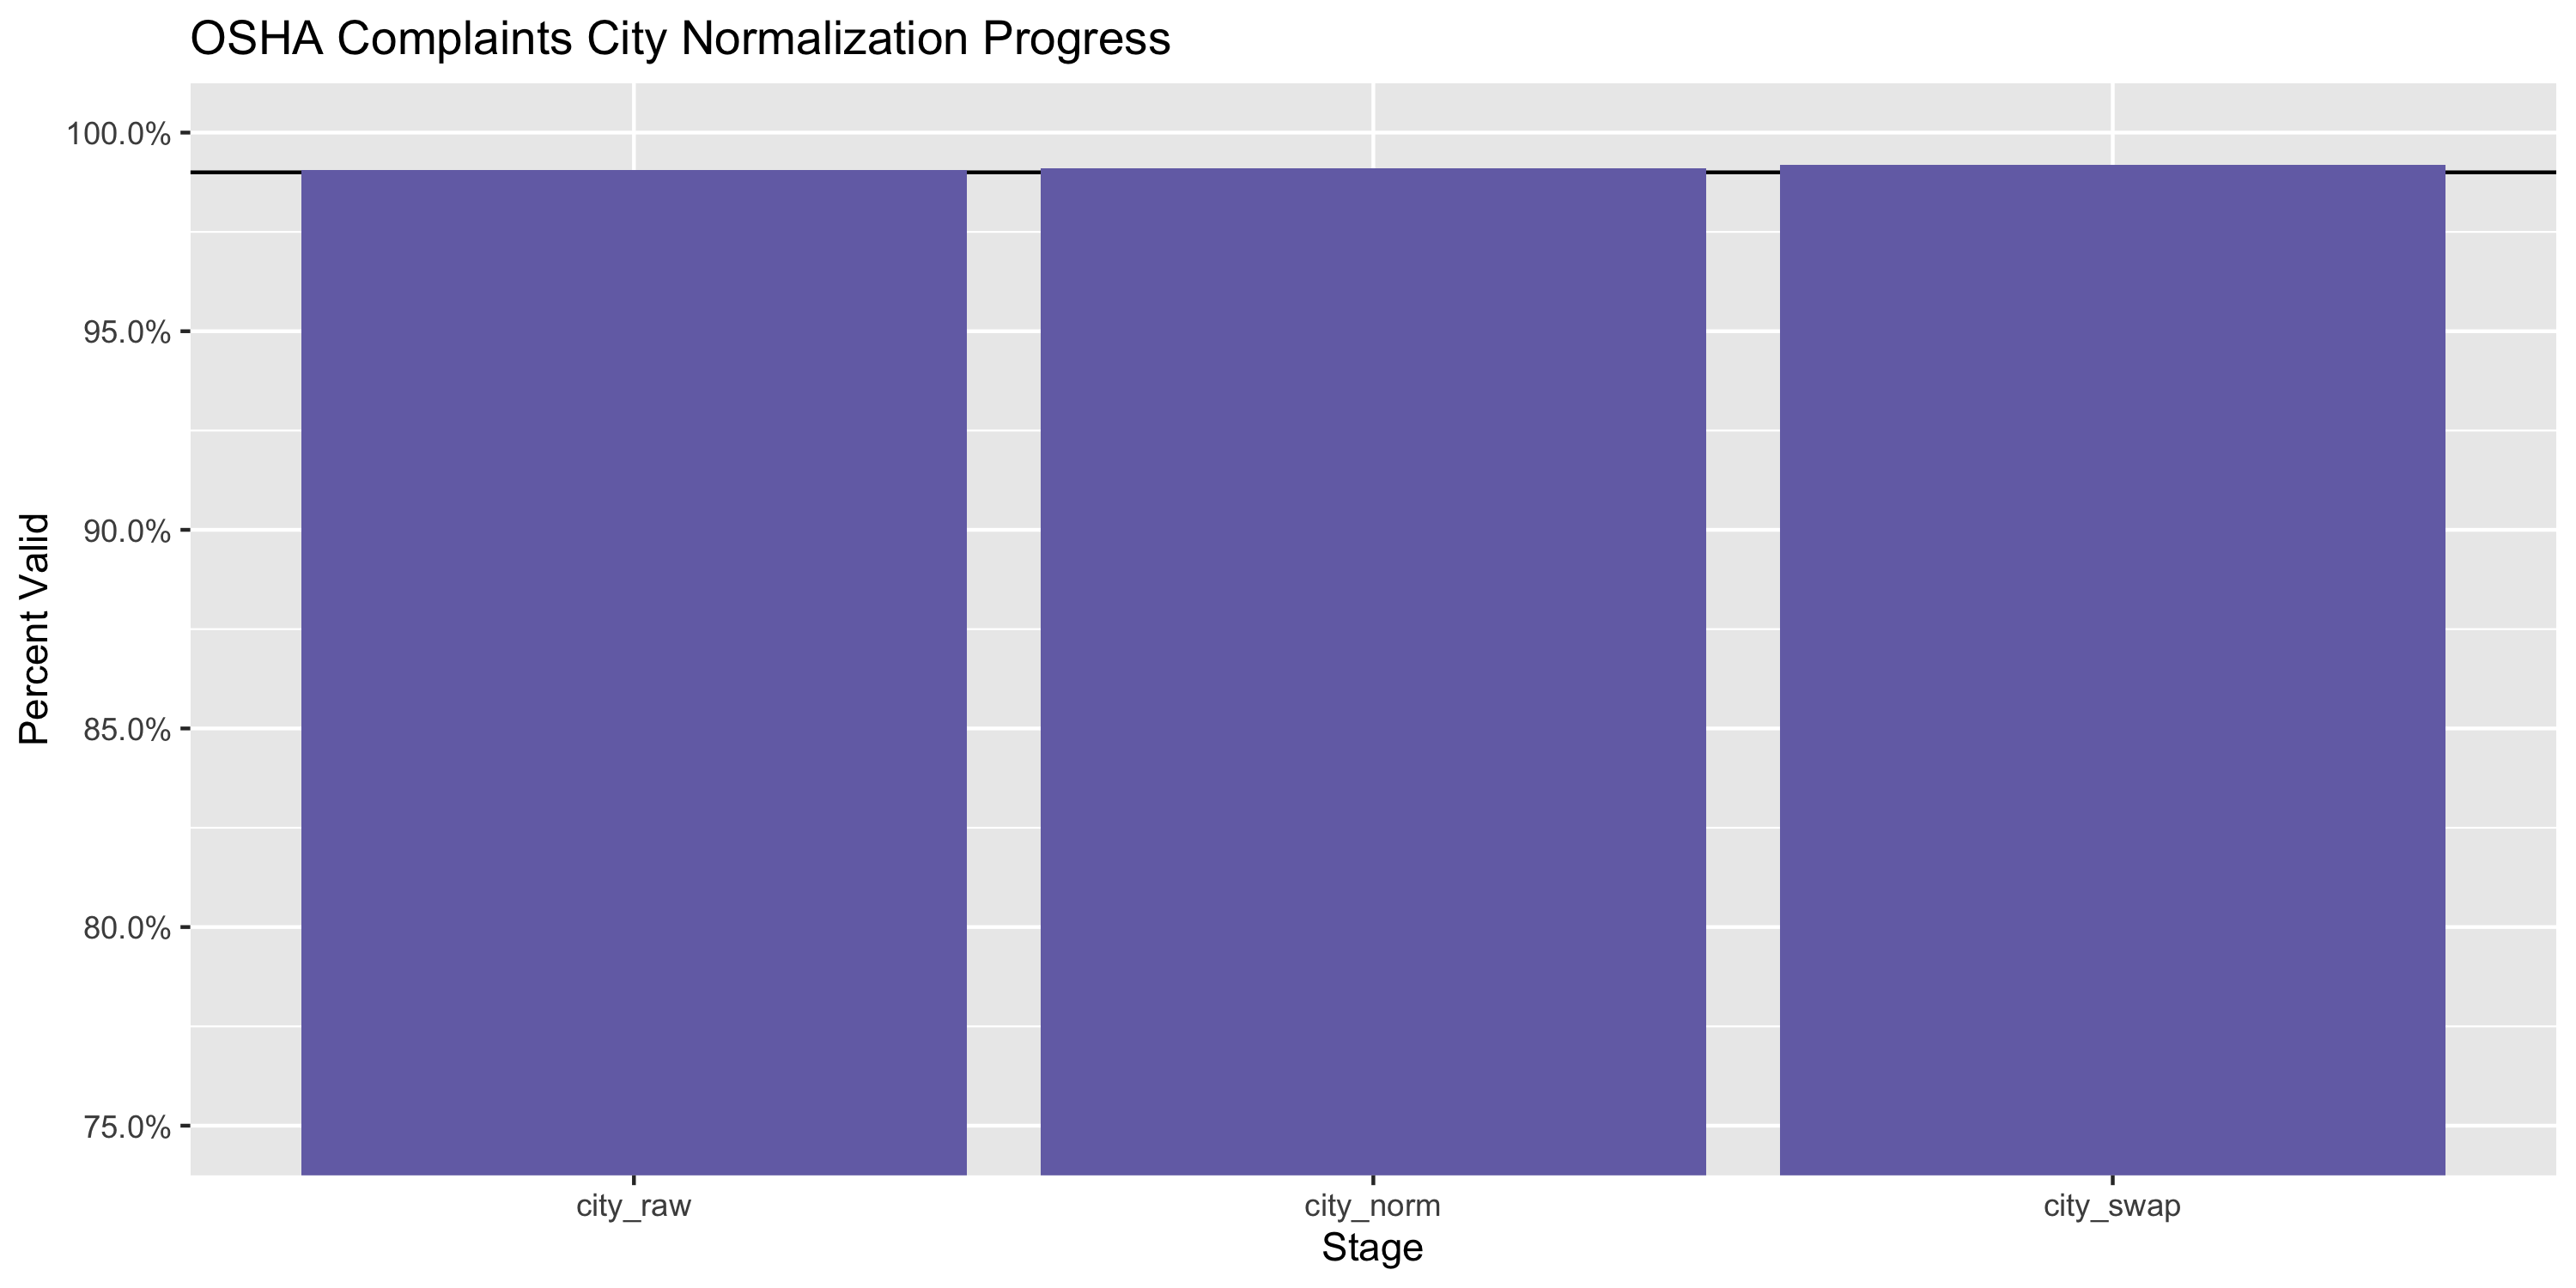 OSHA Complaints City Normalization Progress
100.0%
95.0%
90.0%
85.0%
80.0%
75.0%
Percent Valid
city_raw
city_norm
city_swap
Stage